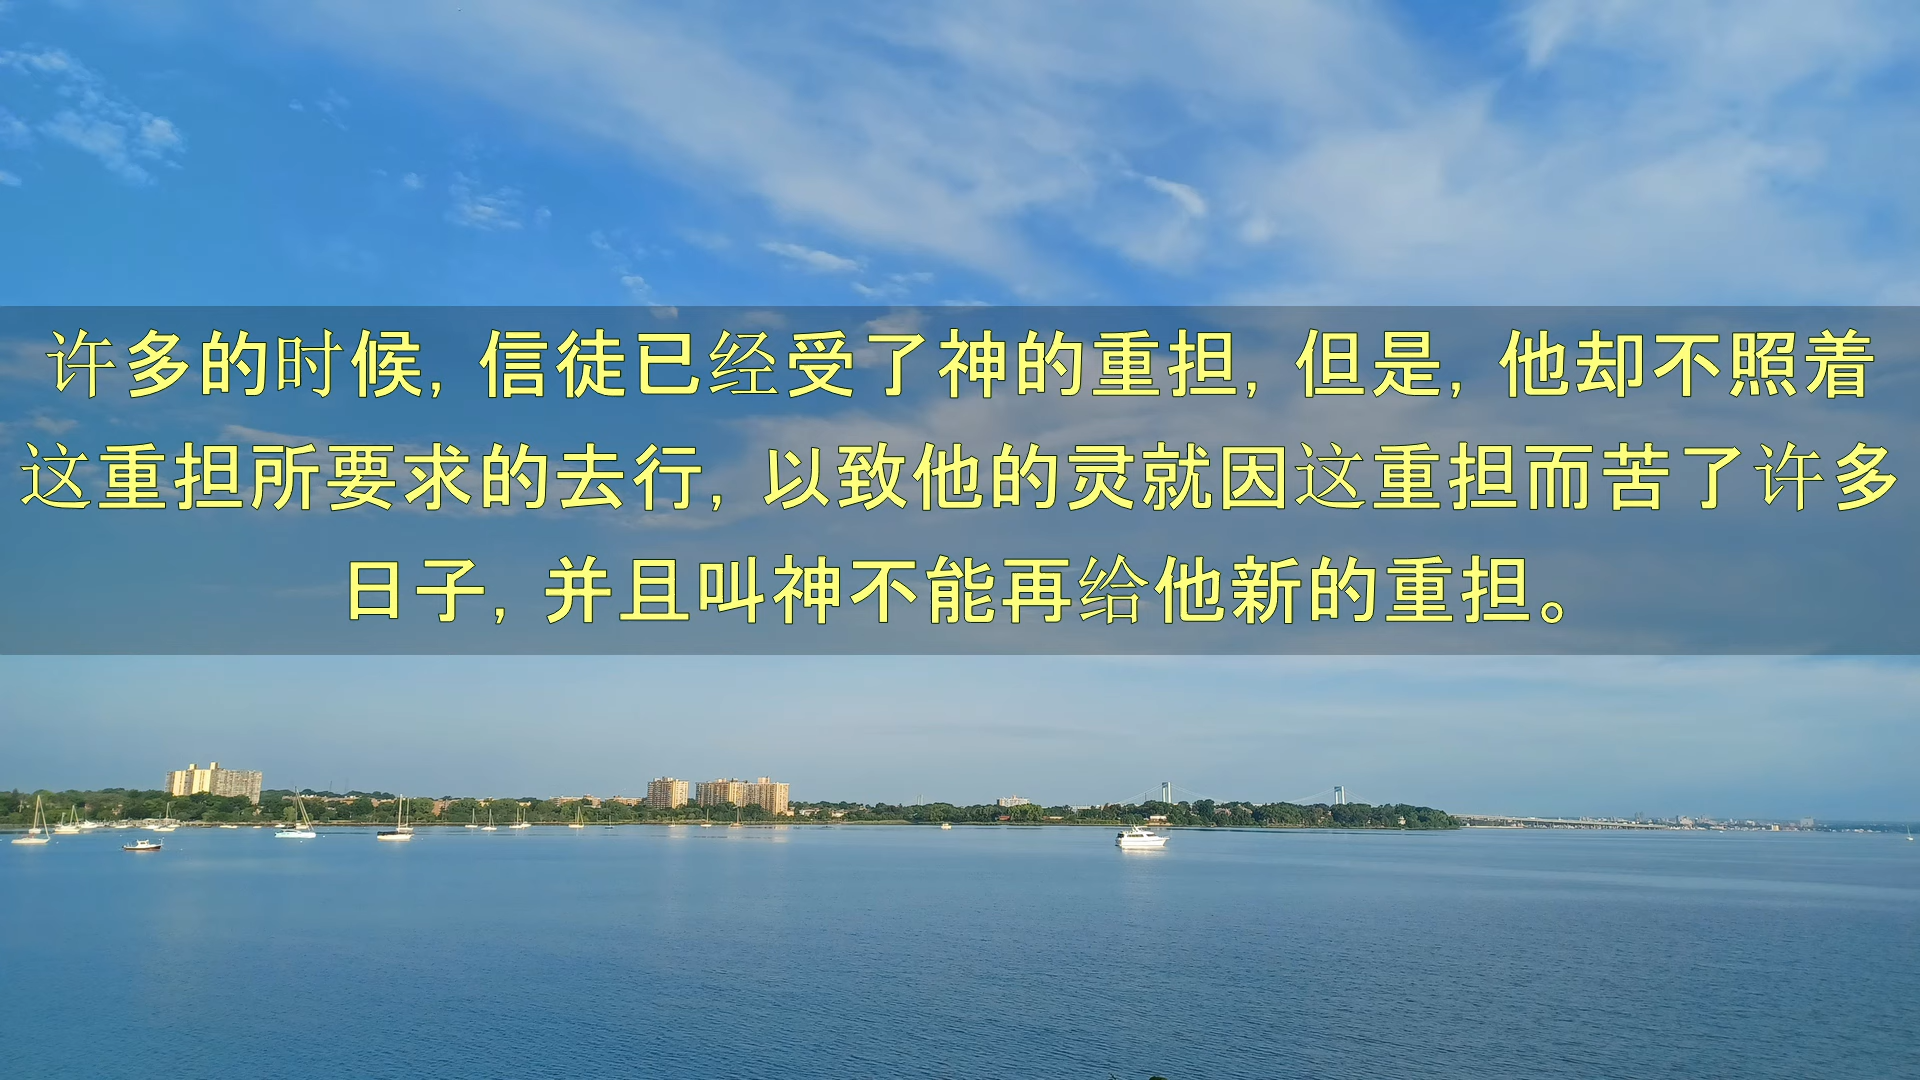 许多的时候, 信徒已经受了神的重担, 但是, 他却不照着
这重担所要求的去行, 以致他的灵就因这重担而苦了许多
日子, 并且叫神不能再给他新的重担。